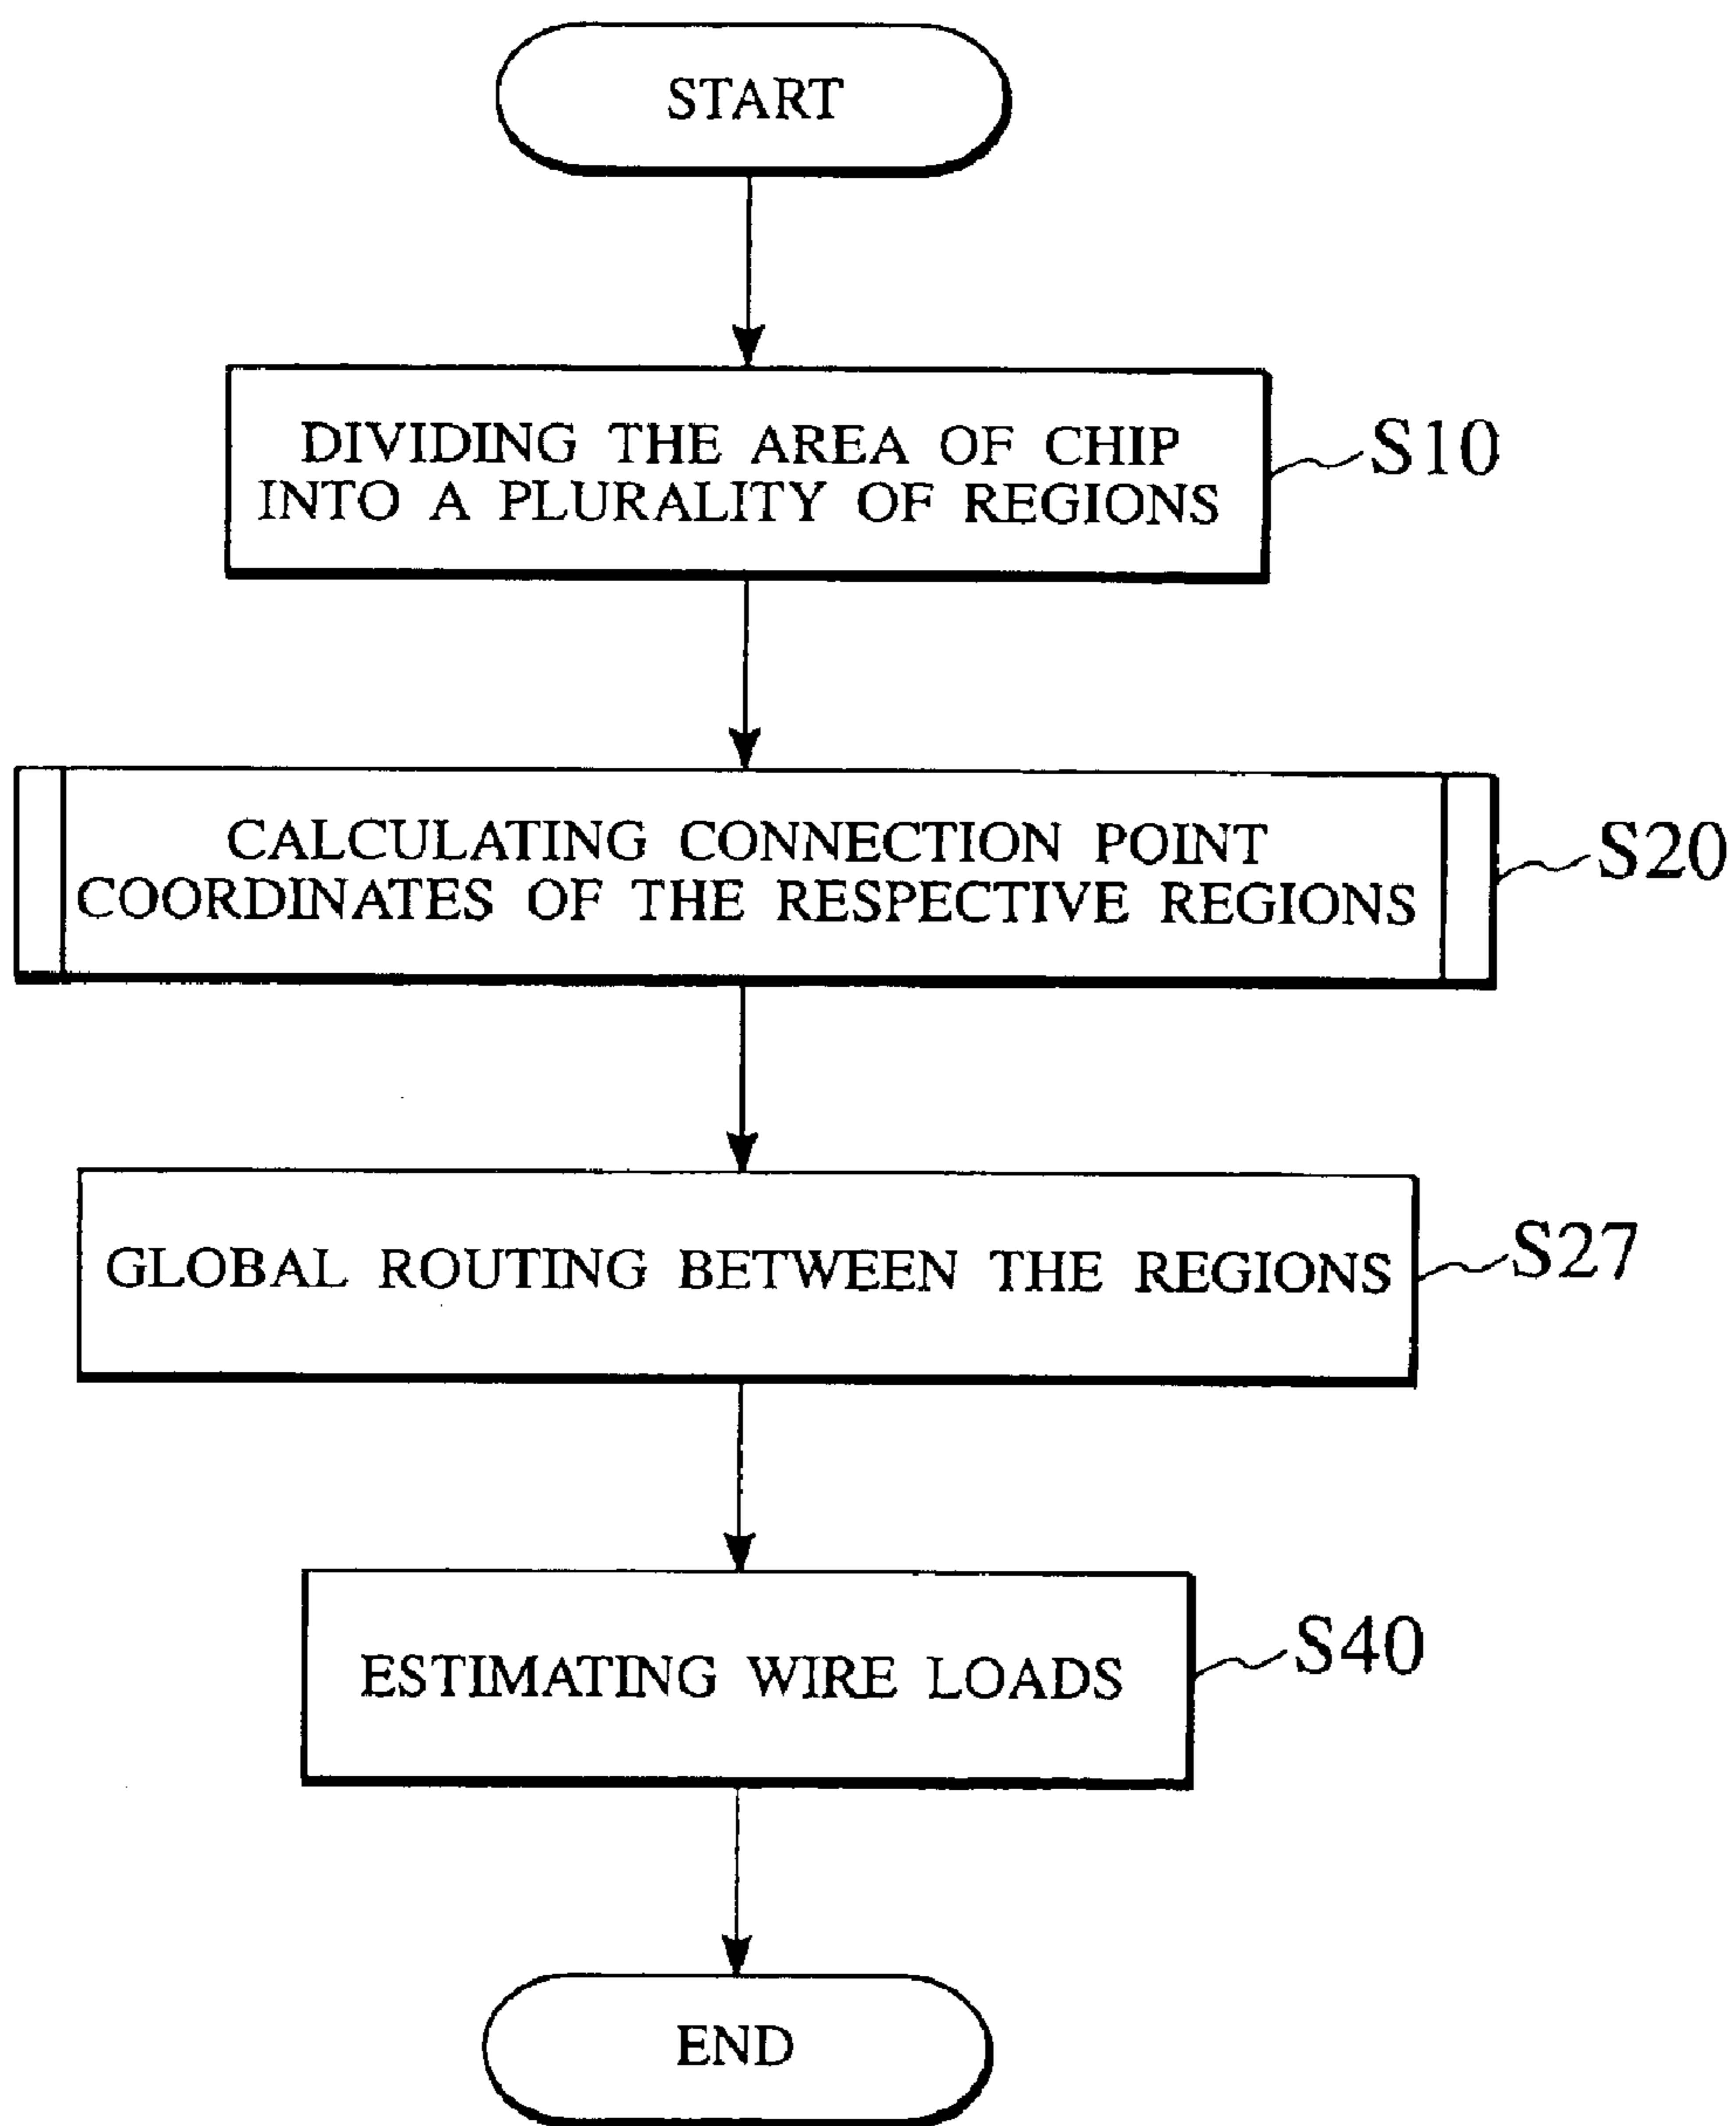 START
DIVIDING THE AREA OF CHIP
INTO A PLURALITY OF REGIONS
S10
CALCULATING CONNECTION POINT
COORDINATES OF THE RESPECTIVE REGIONS
S20
GLOBAL ROUTING BETWEEN THE REGIONS
S27
ESTIMATING WIRE LOADS
S40
END